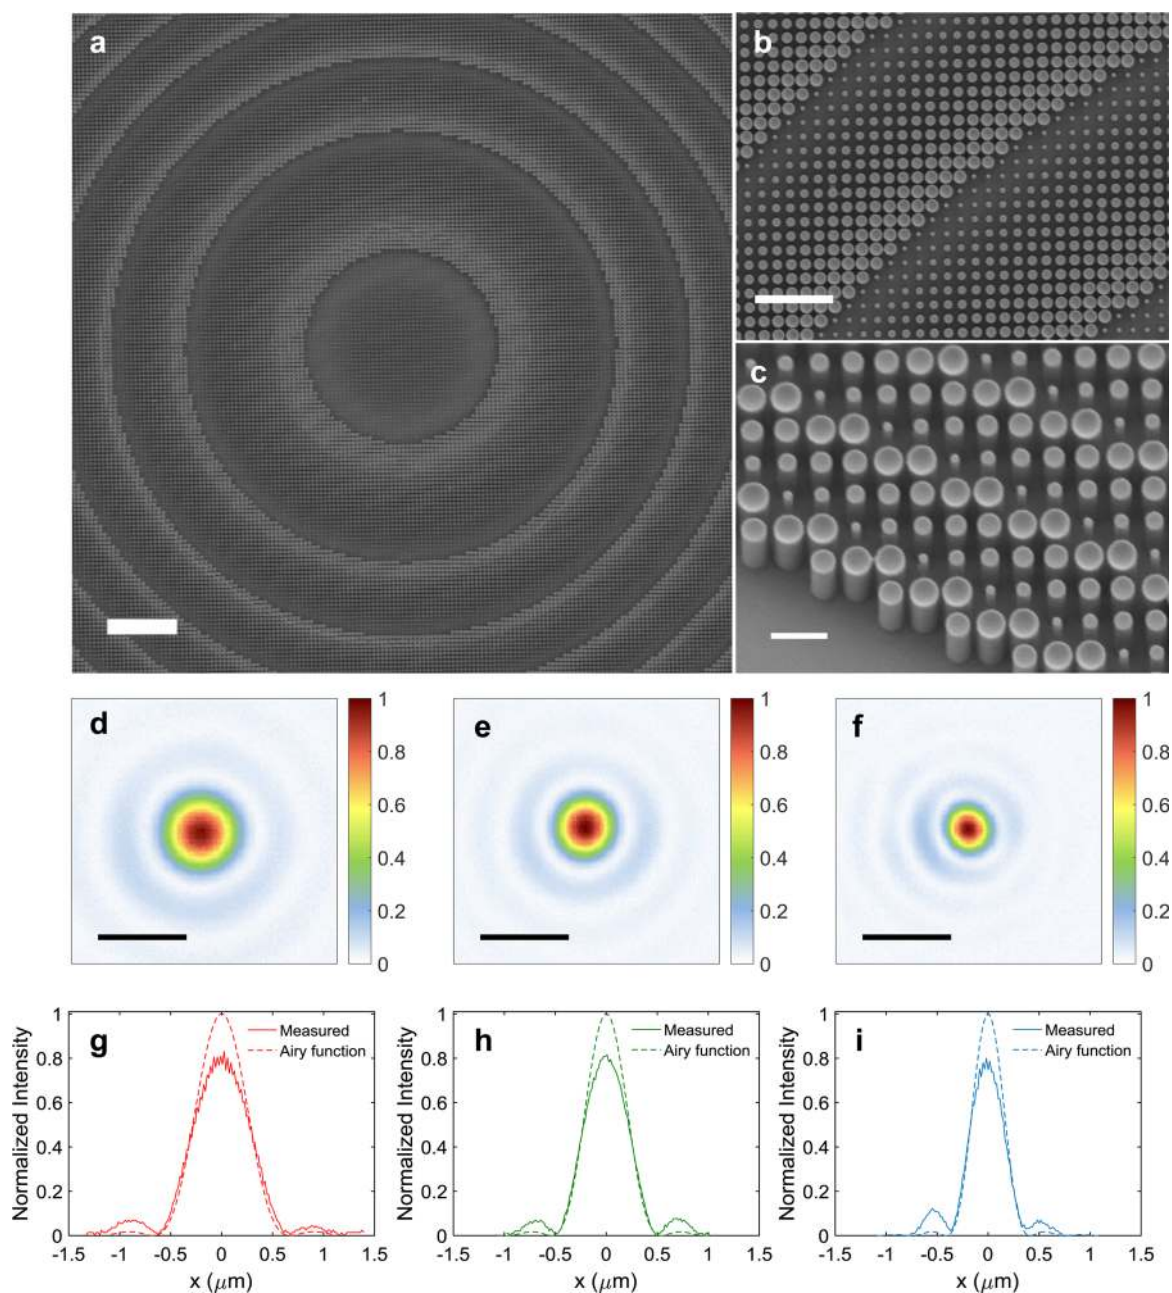 a
b
c
d
1
0.8
0.6
0.4
0.2
0
e
1
0.8
0.6
0.4
0.2
0
f
1
0.8
0.6
0.4
0.2
0
g
Measured
Airy function
Normalized Intensity
1
0.8
0.6
0.4
0.2
0
-1.5 -1 -0.5 0 0.5 1 1.5
x (μm)
h
Measured
Airy function
Normalized Intensity
1
0.8
0.6
0.4
0.2
0
-1.5 -1 -0.5 0 0.5 1 1.5
x (μm)
i
Measured
Airy function
Normalized Intensity
1
0.8
0.6
0.4
0.2
0
-1.5 -1 -0.5 0 0.5 1 1.5
x (μm)